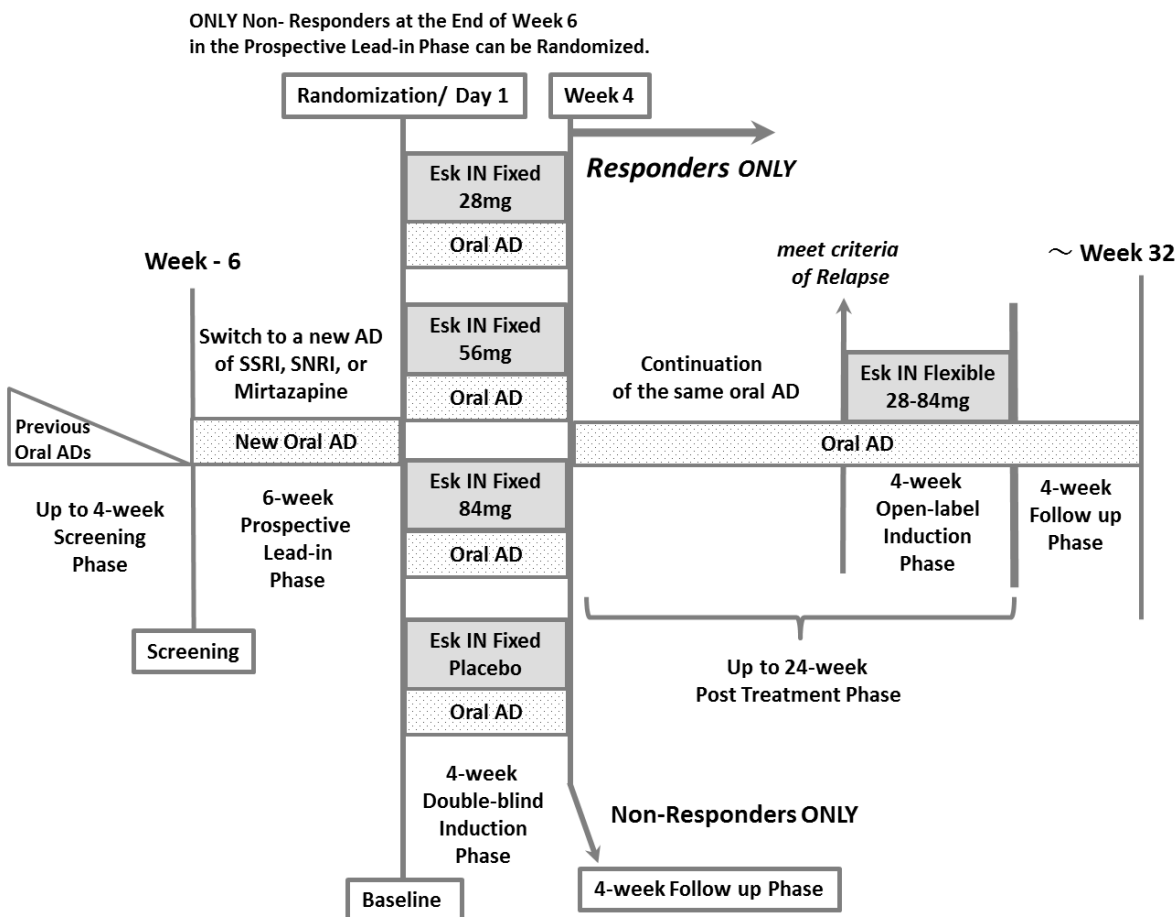 ONLY Non- Responders at the End of Week 6
in the Prospective Lead-in Phase can be Randomized.
Randomization/ Day 1
Week 4
Responders ONLY
Esk IN Fixed
28mg
Oral AD
Week - 6
meet criteria
of Relapse
～ Week 32
Switch to a new AD
of SSRI, SNRI, or
Mirtazapine
Esk IN Fixed
56mg
Oral AD
Continuation
of the same oral AD
Esk IN Flexible
28-84mg
Previous
Oral ADs
New Oral AD
Oral AD
Up to 4-week
Screening
Phase
6-week
Prospective
Lead-in
Phase
Esk IN Fixed
84mg
Oral AD
4-week
Open-label
Induction
Phase
4-week
Follow up
Phase
Screening
Esk IN Fixed
Placebo
Oral AD
Up to 24-week
Post Treatment Phase
4-week
Double-blind
Induction
Phase
Non-Responders ONLY
Baseline
4-week Follow up Phase